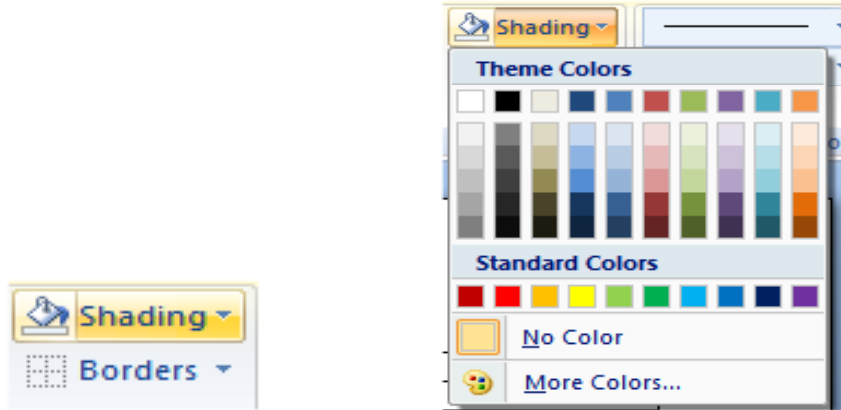 Shading
Borders
Shading
Theme Colors
Standard Colors
No Color
More Colors...